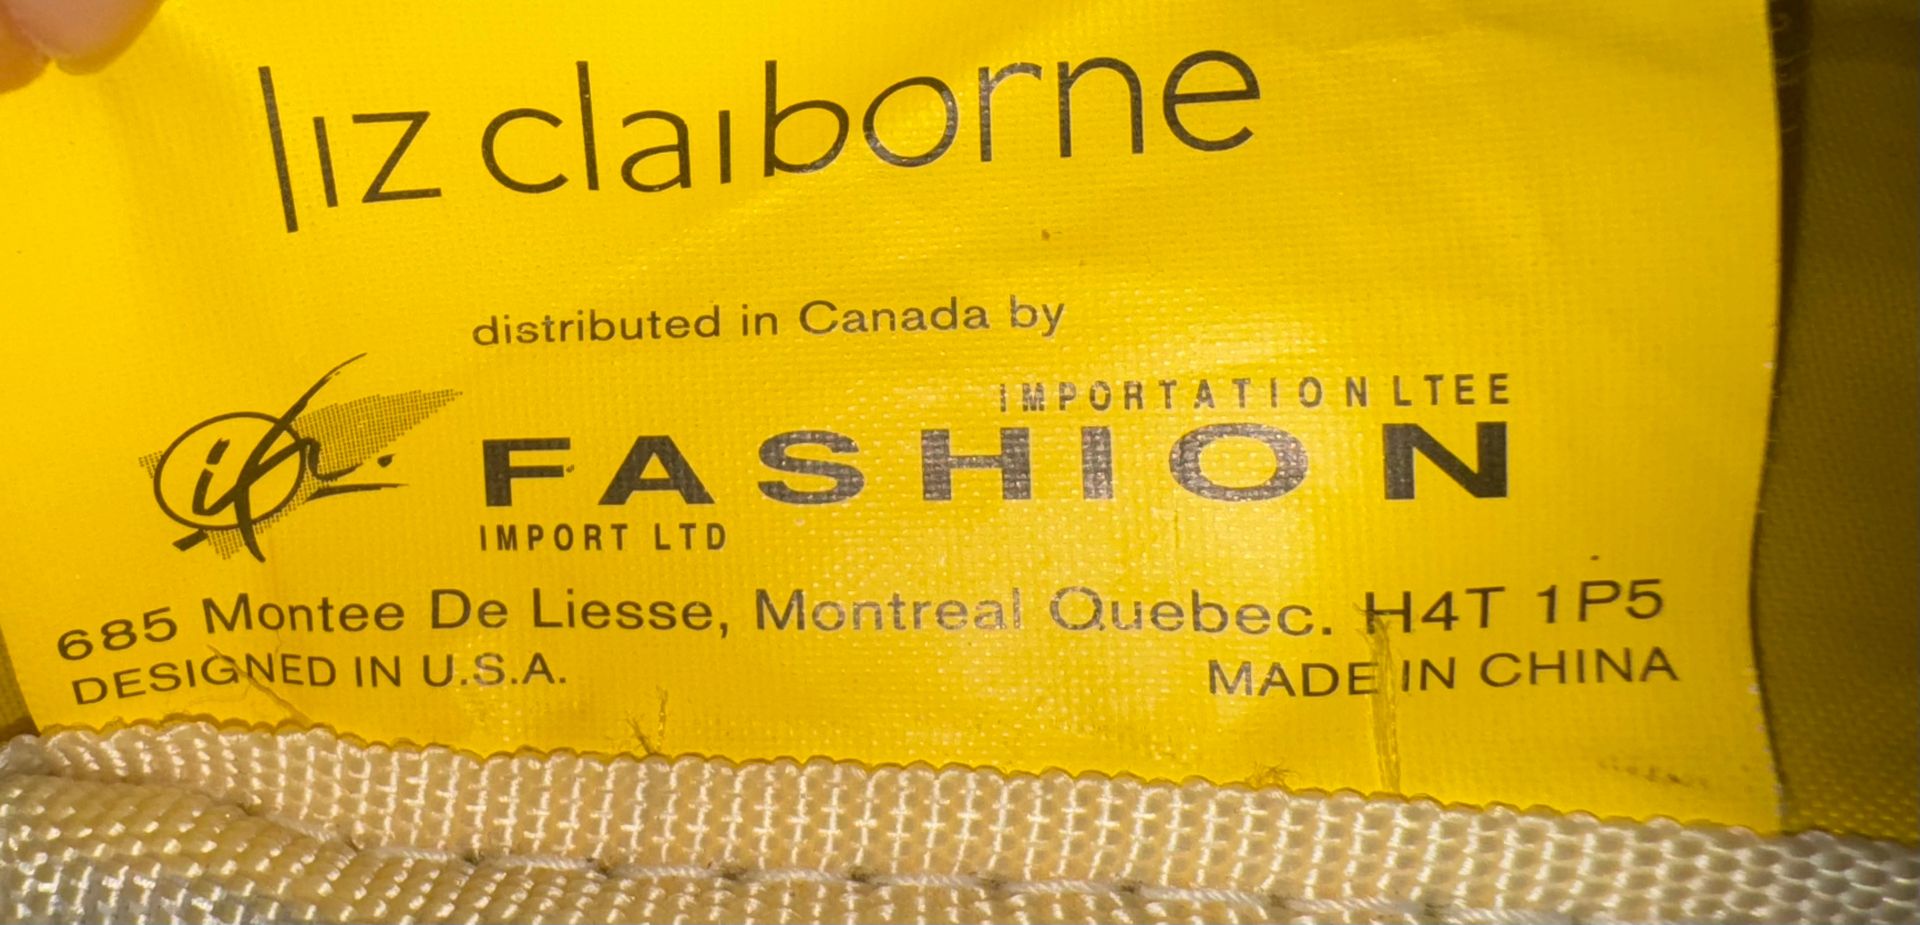 liz claiborne
distributed in Canada by
ifi
IMPORTATION LTEE
FASHION
IMPORT LTD
685 Montee De Liesse, Montreal Quebec. H4T 1P5
DESIGNED IN U.S.A. MADE IN CHINA